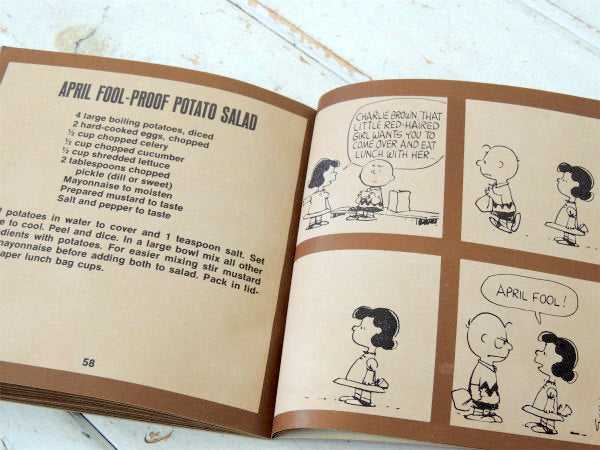 APRIL FOOL-PROOF POTATO SALAD
4 large boiling potatoes, diced
2 hard-cooked eggs, chopped
½ cup chopped celery
½ cup chopped cucumber
½ cup shredded lettuce
2 tablespoons chopped
pickle (dill or sweet)
Mayonnaise to moisten
Prepared mustard to taste
Salt and pepper to taste
potatoes in water to cover and 1 teaspoon salt. Set
to cool. Peel and dice. In a large bowl mix all other
dients with potatoes. For easier mixing stir mustard
mayonnaise before adding both to salad. Pack in lid-
aper lunch bag cups.
58
CHARLIE BROWN, THAT
LITTLE RED-HAIRED
GIRL WANTS YOU TO
COME OVER AND EAT
LUNCH WITH HER...
APRIL FOOL!